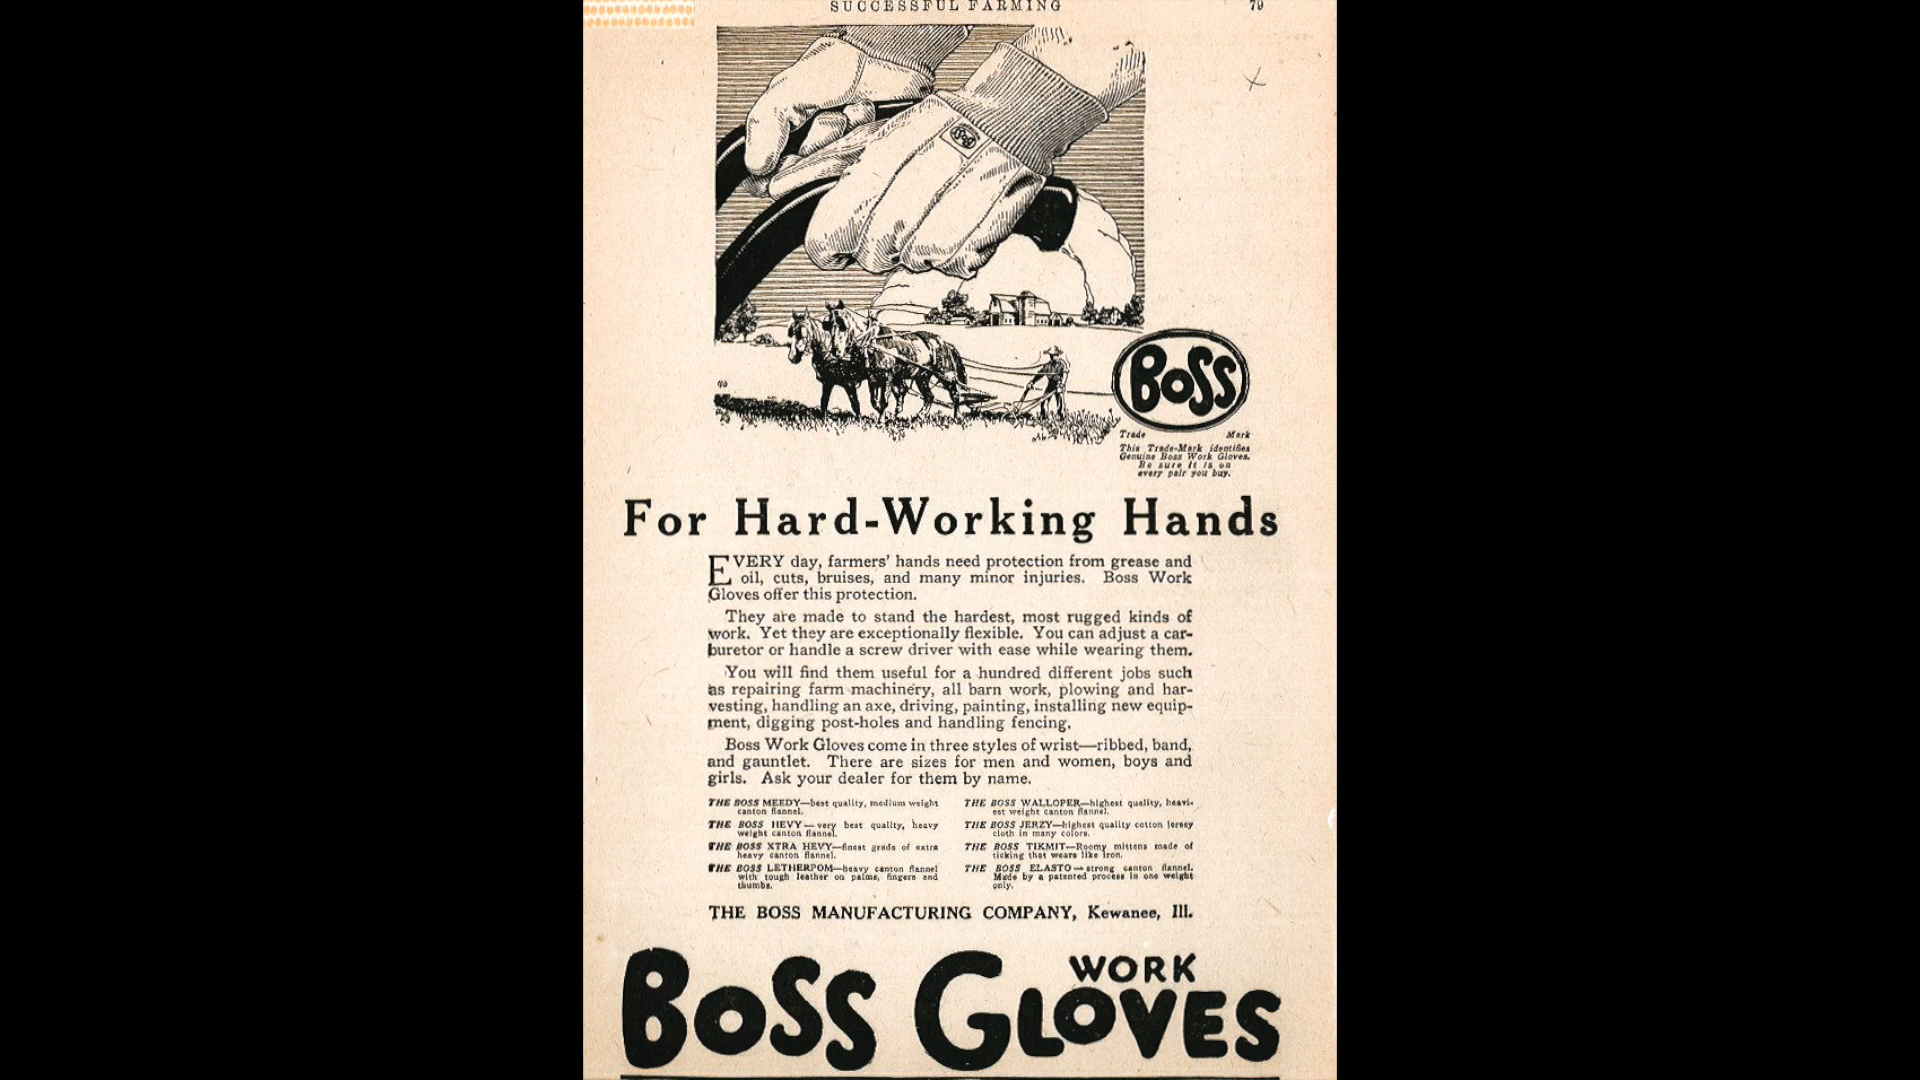 SUCCESSFUL FARMING 79
Boss
BOSS
Trade Mark
This Trade-Mark identifies
Genuine Boss Work Gloves.
Be sure it is on
every pair you buy.
For Hard-Working Hands
EVERY day, farmers' hands need protection from grease and
oil, cuts, bruises, and many minor injuries. Boss Work
Gloves offer this protection.
They are made to stand the hardest, most rugged kinds of
work. Yet they are exceptionally flexible. You can adjust a car-
buretor or handle a screw driver with ease while wearing them.
You will find them useful for a hundred different jobs such
as repairing farm machinery, all barn work, plowing and har-
vesting, handling an axe, driving, painting, installing new equip-
ment, digging post-holes and handling fencing.
Boss Work Gloves come in three styles of wrist—ribbed, band,
and gauntlet. There are sizes for men and women, boys and
girls. Ask your dealer for them by name.
THE BOSS MEEDY—best quality, medium weight
canton flannel.
THE BOSS HEVY—very best quality, heavy
weight canton flannel.
THE BOSS XTRA HEVY—finest grade of extra
heavy canton flannel.
THE BOSS LETHERPOM—heavy canton flannel
with tough leather on palms, fingers and
thumbs.
THE BOSS WALLOPER—highest quality, heavi-
est weight canton flannel.
THE BOSS JERZY—highest quality cotton jersey
cloth in many colors.
THE BOSS TIKMIT—Roomy mittens made of
ticking that wears like iron.
THE BOSS ELASTO—strong canton flannel.
Made by a patented process in one weight
only.
THE BOSS MANUFACTURING COMPANY, Kewanee, Ill.
BOSS WORK GLOVES